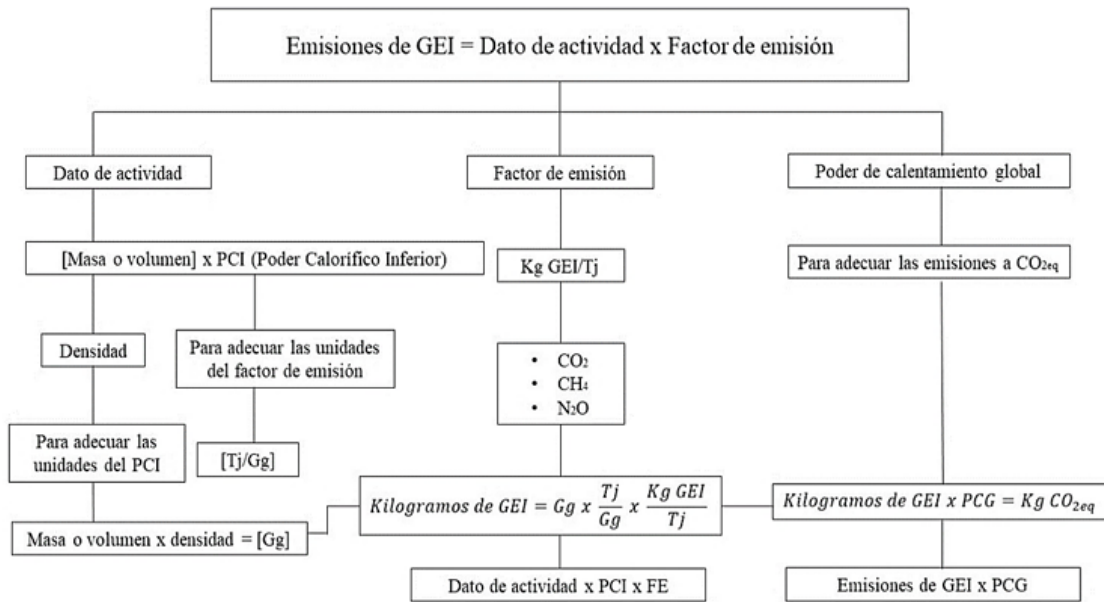 Emisiones de GEI = Dato de actividad x Factor de emisión
Dato de actividad
Factor de emisión
Poder de calentamiento global
[Masa o volumen] x PCI (Poder Calorífico Inferior)
Kg GEI/Tj
Para adecuar las emisiones a CO₂eq
Densidad
Para adecuar las unidades
del factor de emisión
• CO₂
• CH₄
• N₂O
Para adecuar las
unidades del PCI
[Tj/Gg]
Kilogramos de GEI = Gg x Tj/Gg x Kg GEI/Tj
Kilogramos de GEI x PCG = Kg CO₂eq
Masa o volumen x densidad = [Gg]
Dato de actividad x PCI x FE
Emisiones de GEI x PCG